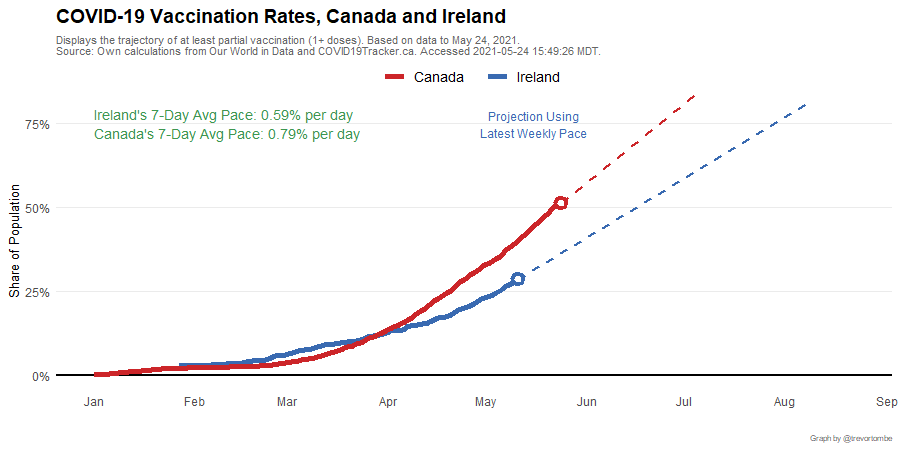 COVID-19 Vaccination Rates, Canada and Ireland
Displays the trajectory of at least partial vaccination (1+ doses). Based on data to May 24, 2021.
Source: Own calculations from Our World in Data and COVID19Tracker.ca. Accessed 2021-05-24 15:49:26 MDT.
Canada Ireland
Ireland's 7-Day Avg Pace: 0.59% per day
Canada's 7-Day Avg Pace: 0.79% per day
Projection Using
Latest Weekly Pace
Share of Population
75%
50%
25%
0%
Jan Feb Mar Apr May Jun Jul Aug Sep
Graph by @trevortombe